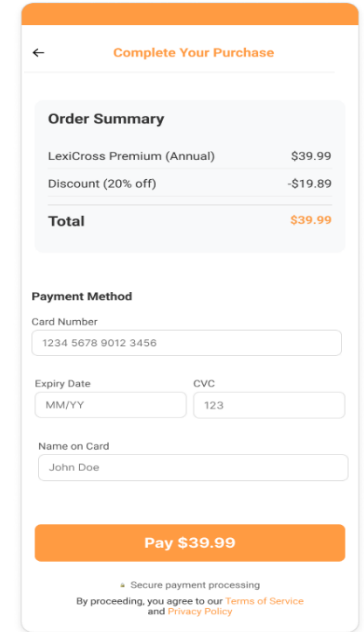 Complete Your Purchase
Order Summary
LexiCross Premium (Annual) $39.99
Discount (20% off) -$19.89
Total $39.99
Payment Method
Card Number
1234 5678 9012 3456
Expiry Date CVC
MM/YY 123
Name on Card
John Doe
Pay $39.99
Secure payment processing
By proceeding, you agree to our Terms of Service
and Privacy Policy